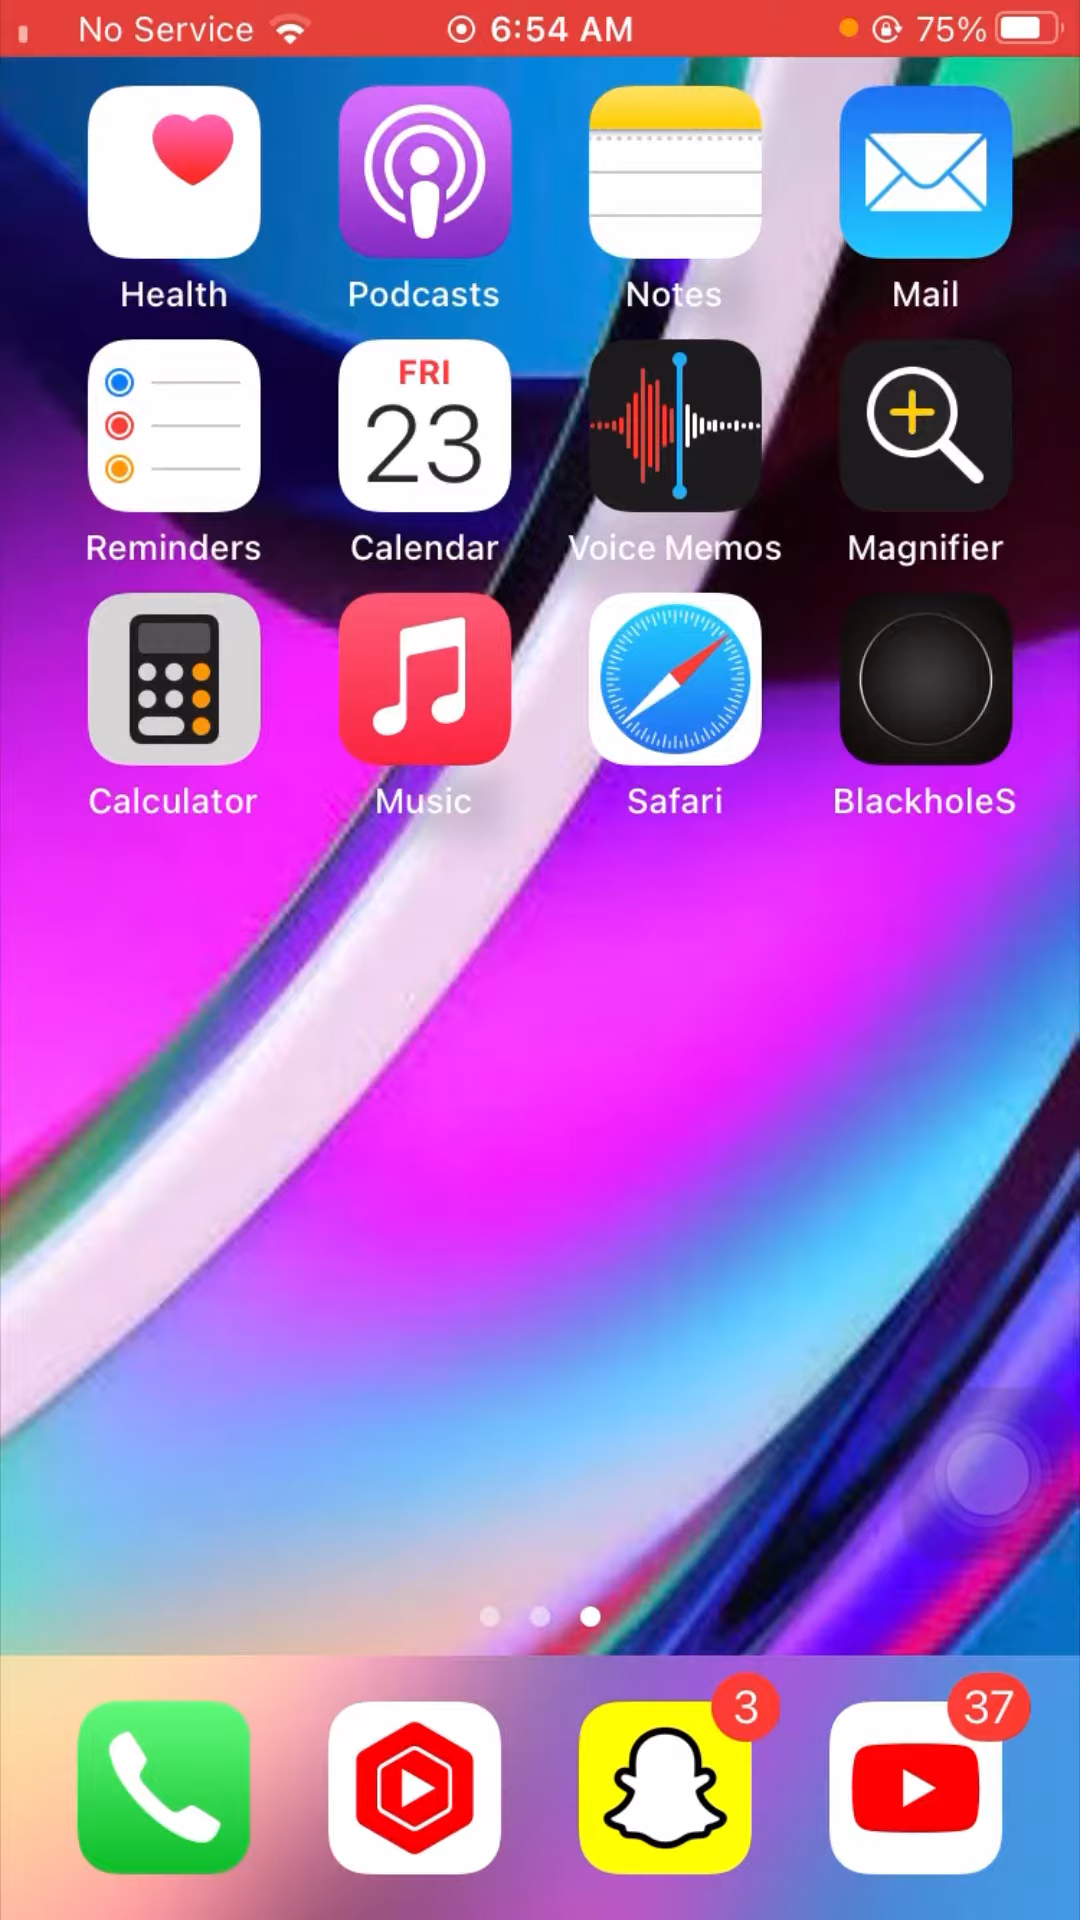 No Service 6:54 AM 75%
Health Podcasts Notes Mail
FRI
23
Reminders Calendar Voice Memos Magnifier
Calculator Music Safari BlackholeS
3 37